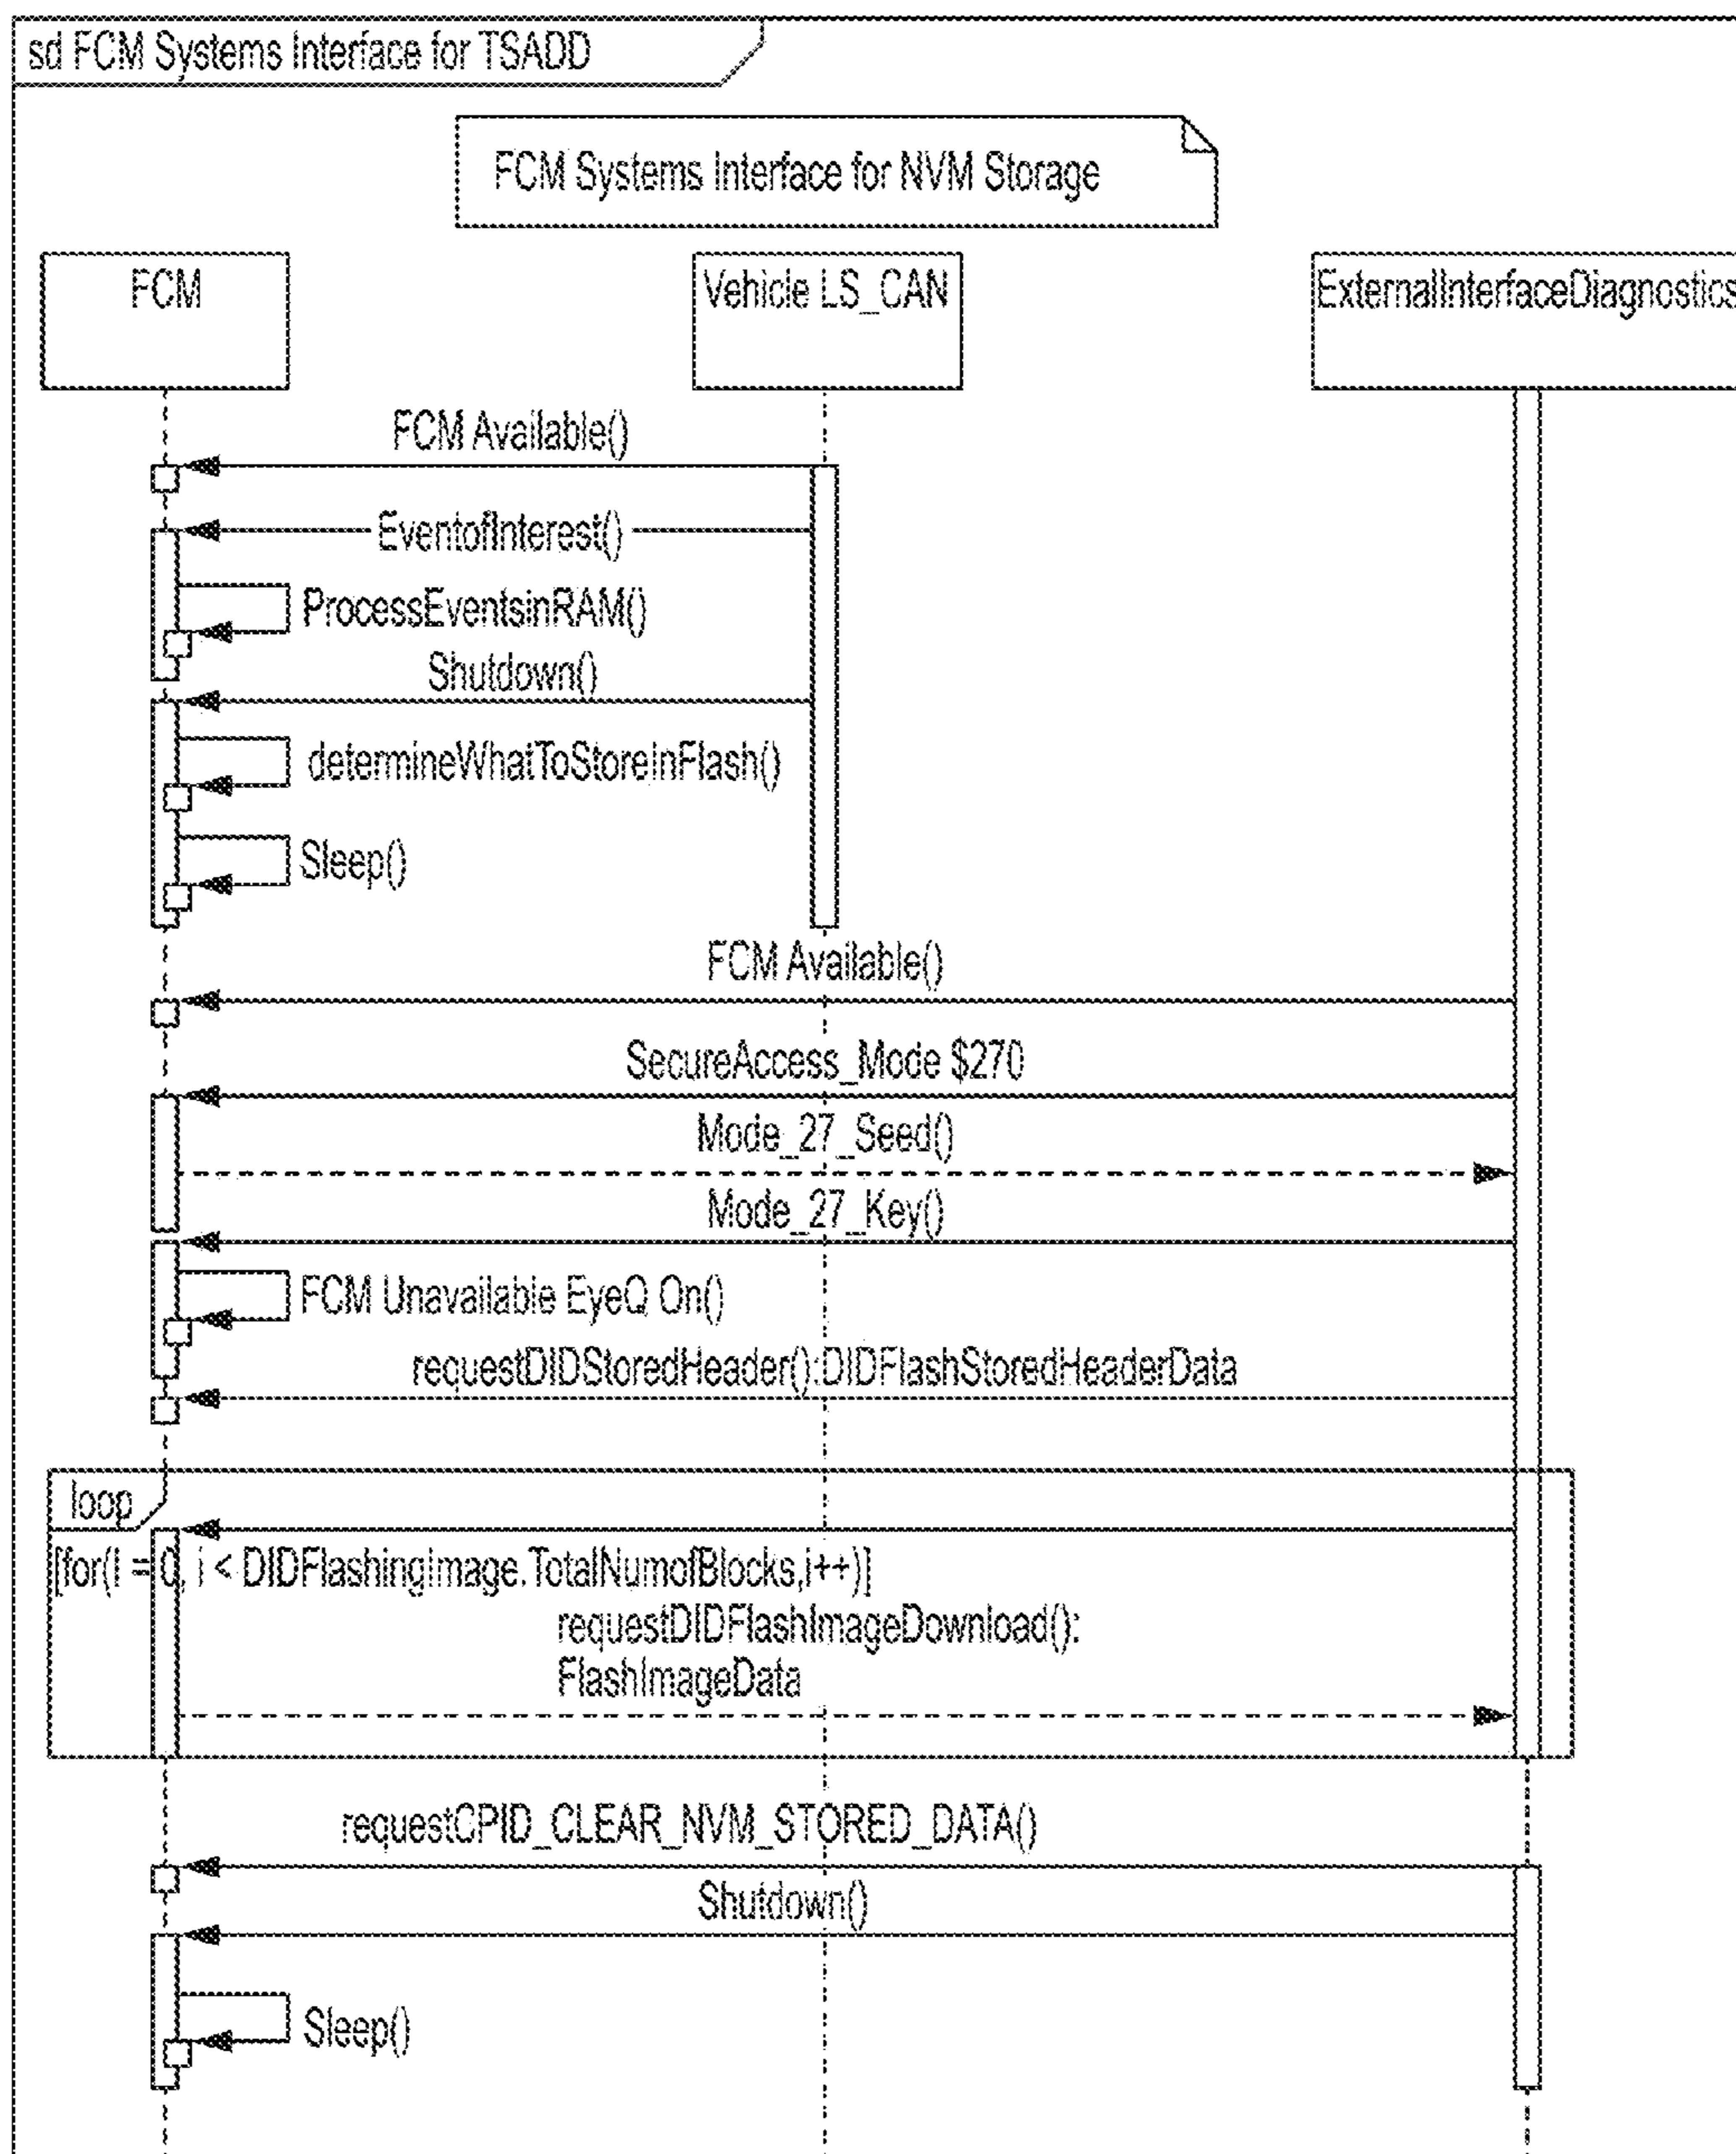 sd FCM Systems Interface for TSADD
FCM Systems Interface for NVM Storage
FCM
Vehicle LS_CAN
ExternalInterfaceDiagnostics
FCM Available()
EventofInterest()
ProcessEventsinRAM()
Shutdown()
determineWhatToStoreInFlash()
Sleep()
FCM Available()
SecureAccess_Mode $270
Mode_27_Seed()
Mode_27_Key()
FCM Unavailable EyeQ On()
requestDIDStoredHeader():DIDFlashStoredHeaderData
loop
[for(I = 0, i < DIDFlashingImage.TotalNumofBlocks,i++)]
requestDIDFlashImageDownload():
FlashImageData
requestCPID_CLEAR_NVM_STORED_DATA()
Shutdown()
Sleep()